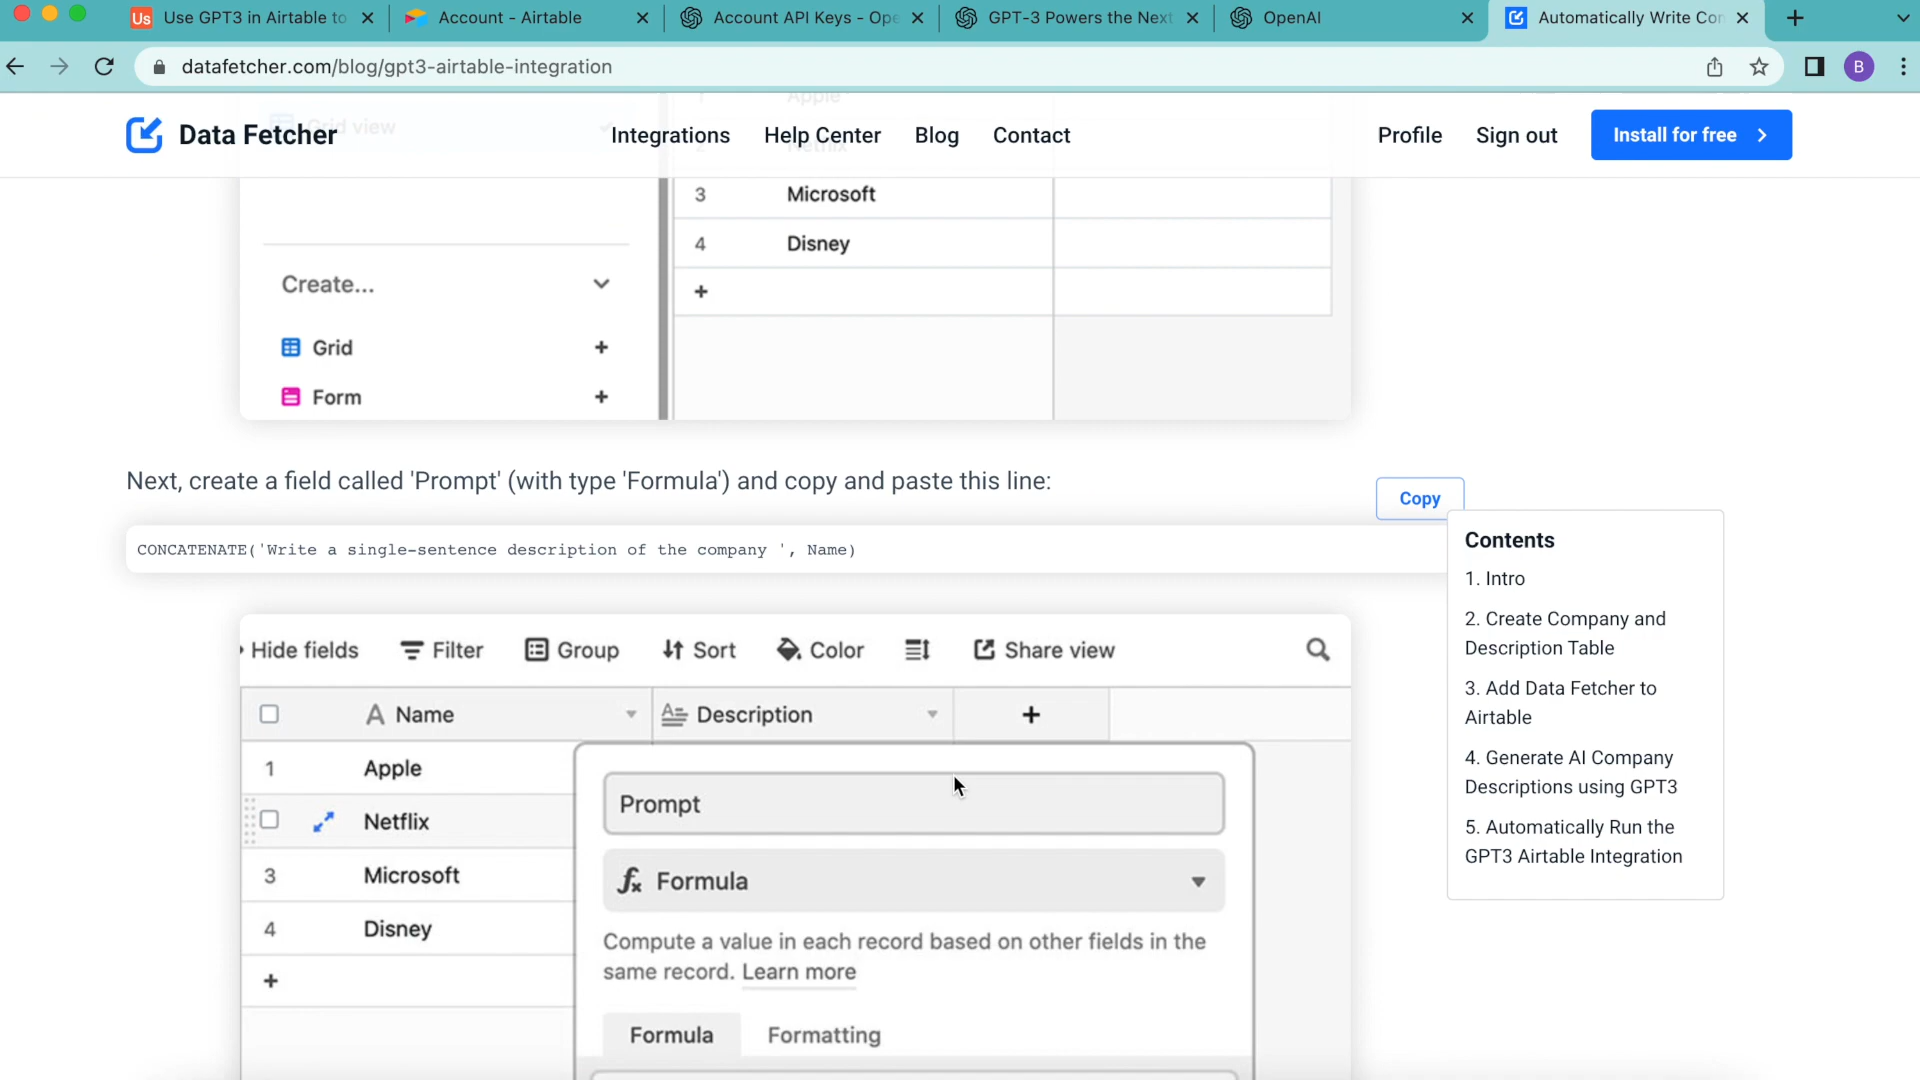 Us Use GPT3 in Airtable to
Account - Airtable
Account API Keys - Ope
GPT-3 Powers the Next
OpenAI
Automatically Write Con
datafetcher.com/blog/gpt3-airtable-integration
B
Apple
Grid view
Data Fetcher
Integrations
Help Center
Blog
Contact
Profile
Sign out
Install for free
Netflix
3 Microsoft
4 Disney
+
Create...
Grid +
Form +
Next, create a field called 'Prompt' (with type 'Formula') and copy and paste this line:
Copy
CONCATENATE('Write a single-sentence description of the company ', Name)
Contents
1. Intro
2. Create Company and
Description Table
3. Add Data Fetcher to
Airtable
4. Generate AI Company
Descriptions using GPT3
5. Automatically Run the
GPT3 Airtable Integration
Hide fields
Filter
Group
Sort
Color
Share view
A Name
Description
+
1 Apple
Netflix
3 Microsoft
4 Disney
+
Prompt
fx Formula
Compute a value in each record based on other fields in the
same record. Learn more
Formula
Formatting